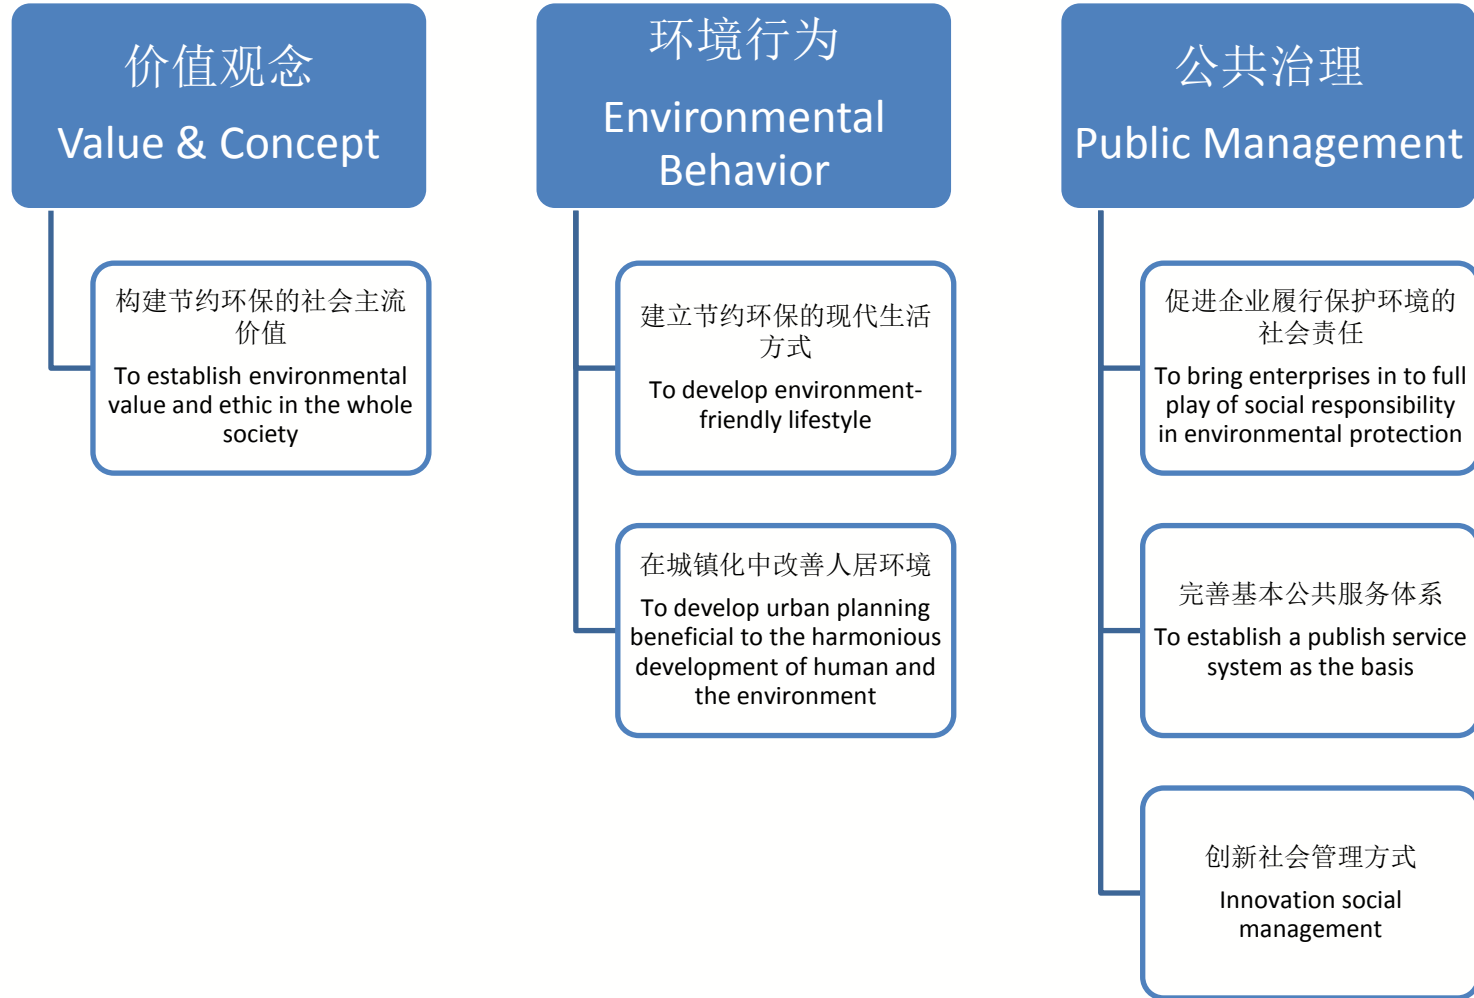 价值观念
Value & Concept
构建节约环保的社会主流
价值
To establish environmental
value and ethic in the whole
society
环境行为
Environmental
Behavior
建立节约环保的现代生活
方式
To develop environment-
friendly lifestyle
在城镇化中改善人居环境
To develop urban planning
beneficial to the harmonious
development of human and
the environment
公共治理
Public Management
促进企业履行保护环境的
社会责任
To bring enterprises in to full
play of social responsibility
in environmental protection
完善基本公共服务体系
To establish a publish service
system as the basis
创新社会管理方式
Innovation social
management